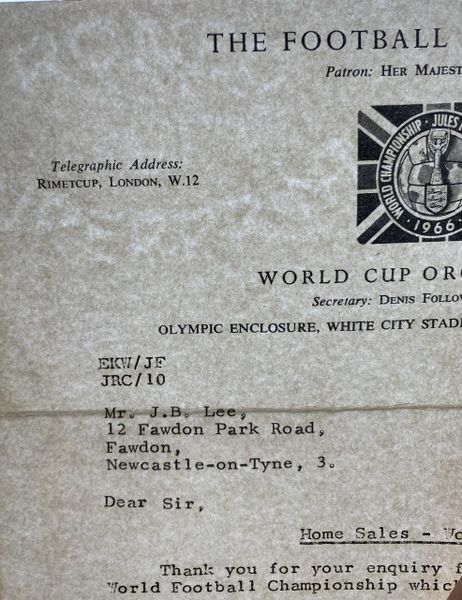 THE FOOTBALL
Patron: HER MAJEST
WORLD CHAMPIONSHIP · JULES
· 1966
Telegraphic Address:
RIMETCUP, LONDON, W.12
WORLD CUP ORG
Secretary: DENIS FOLLOW
OLYMPIC ENCLOSURE, WHITE CITY STADI
EKW/JF
JRC/10
Mr. J.B. Lee,
12 Fawdon Park Road,
Fawdon,
Newcastle-on-Tyne, 3.
Dear Sir,
Home Sales - Wo
Thank you for your enquiry f
World Football Championship whic